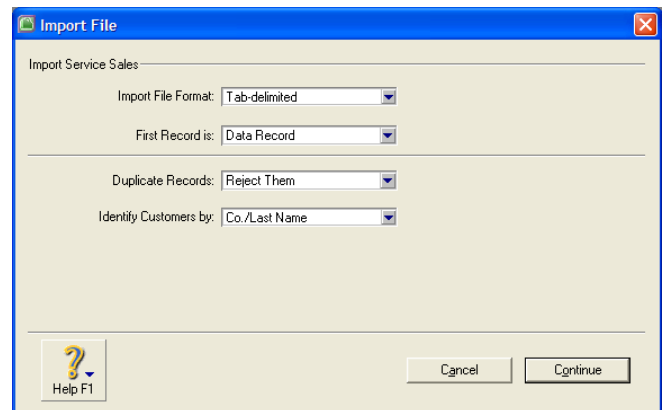 Import File
Import Service Sales
Import File Format: Tab-delimited
First Record is: Data Record
Duplicate Records: Reject Them
Identify Customers by: Co./Last Name
Help F1
Cancel
Continue